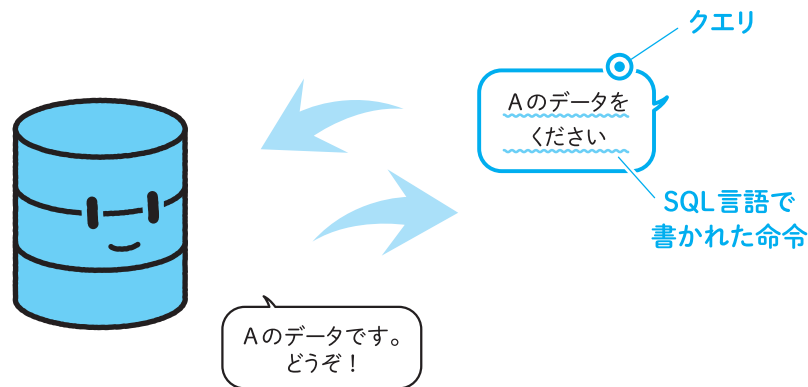 クエリ
Aのデータを
ください
SQL言語で
書かれた命令
Aのデータです。
どうぞ！